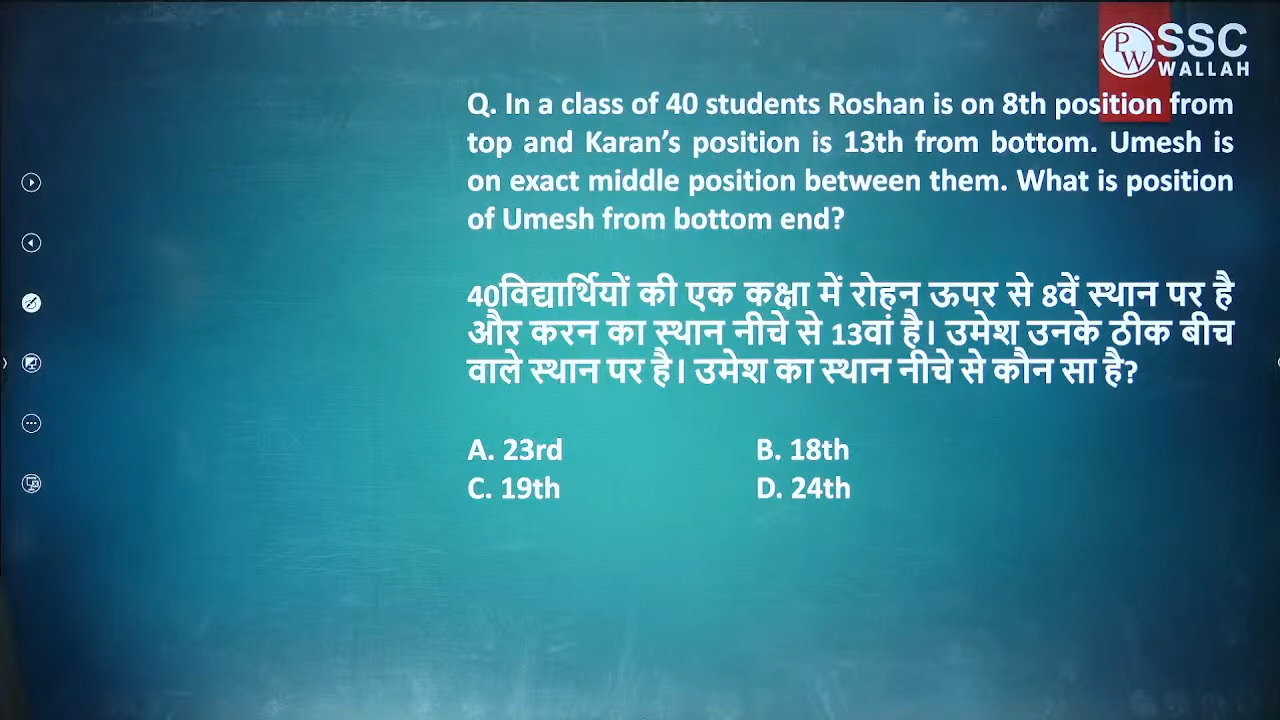 PW SSC
WALLAH
Q. In a class of 40 students Roshan is on 8th position from
top and Karan’s position is 13th from bottom. Umesh is
on exact middle position between them. What is position
of Umesh from bottom end?
40विद्यार्थियों की एक कक्षा में रोहन ऊपर से 8वें स्थान पर है
और करन का स्थान नीचे से 13वां है। उमेश उनके ठीक बीच
वाले स्थान पर है। उमेश का स्थान नीचे से कौन सा है?
A. 23rd B. 18th
C. 19th D. 24th